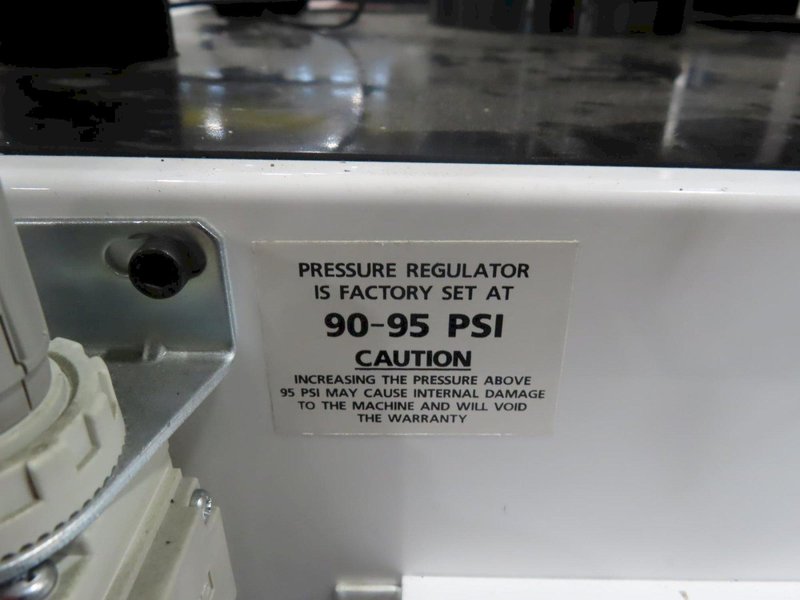 PRESSURE REGULATOR
IS FACTORY SET AT
90-95 PSI
CAUTION
INCREASING THE PRESSURE ABOVE
95 PSI MAY CAUSE INTERNAL DAMAGE
TO THE MACHINE AND WILL VOID
THE WARRANTY